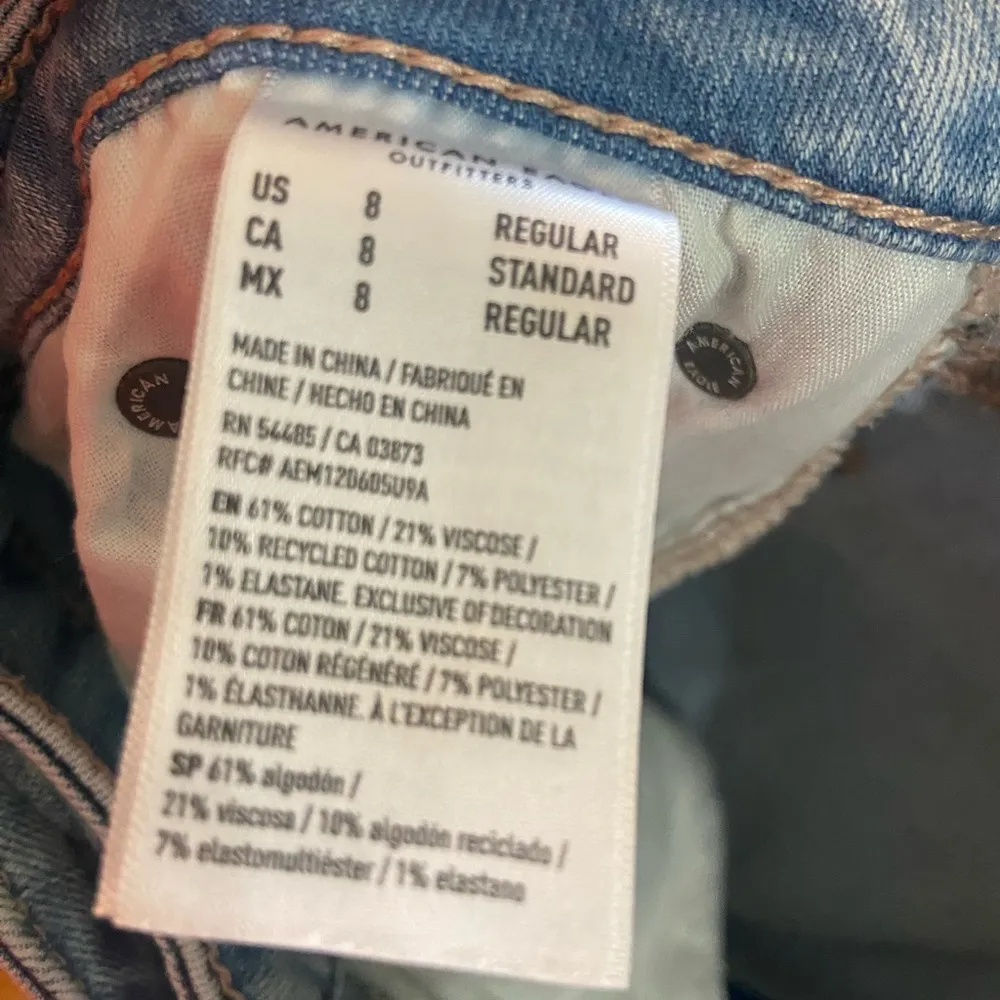 AMERICAN EAGLE
OUTFITTERS
US 8 REGULAR
CA 8 STANDARD
MX 8 REGULAR
MADE IN CHINA / FABRIQUÉ EN
CHINE / HECHO EN CHINA
RN 54485 / CA 03873
RFC# AEM120605U9A
EN 61% COTTON / 21% VISCOSE /
10% RECYCLED COTTON / 7% POLYESTER /
1% ELASTANE. EXCLUSIVE OF DECORATION
FR 61% COTON / 21% VISCOSE /
10% COTON RÉGÉNÉRÉ / 7% POLYESTER /
1% ÉLASTHANNE. À L'EXCEPTION DE LA
GARNITURE
SP 61% algodón /
21% viscosa / 10% algodón reciclado /
7% elastomultiéster / 1% elastano
AMERICAN
AMERICAN
EAGLE